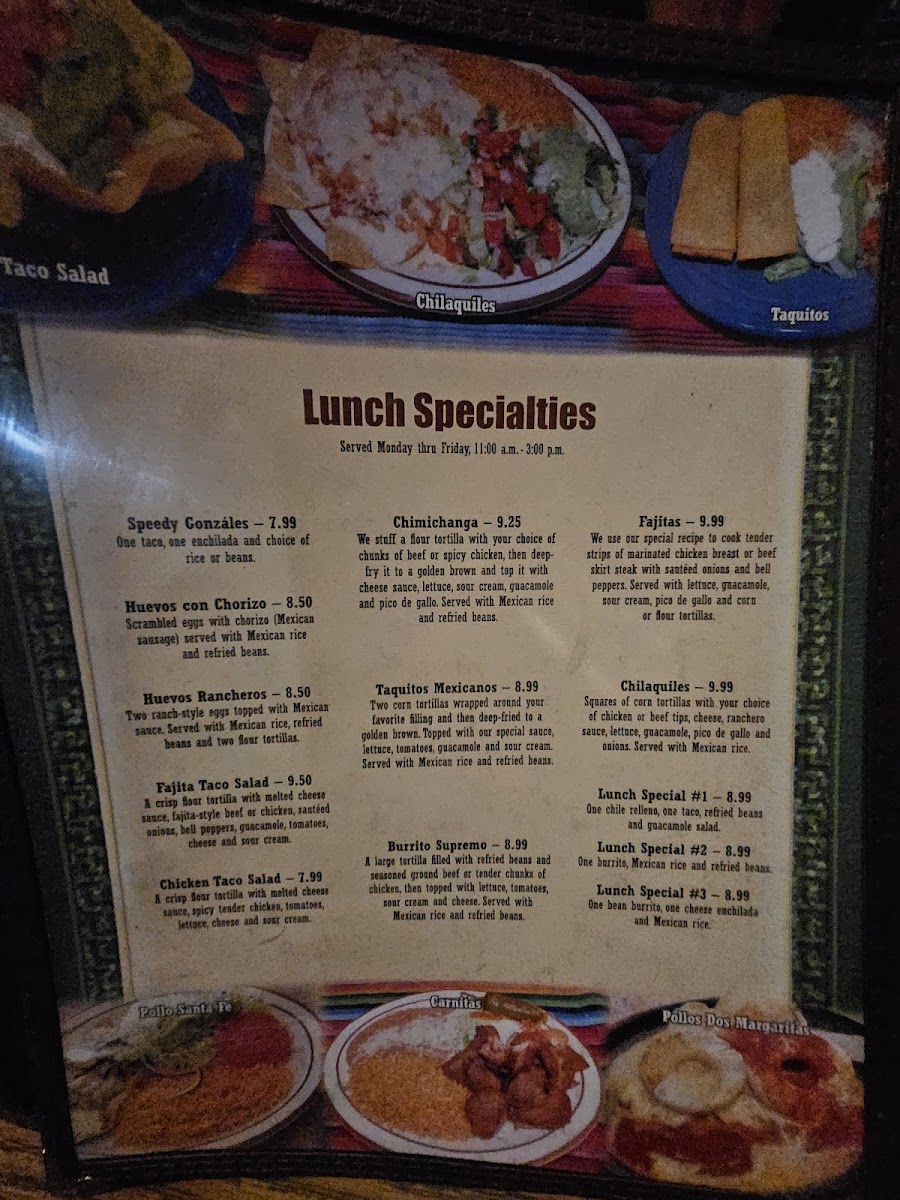 Taco Salad
Chilaquiles
Taquitos
Lunch Specialties
Served Monday thru Friday, 11:00 a.m. - 3:00 p.m.
Speedy Gonzáles – 7.99
One taco, one enchilada and choice of
rice or beans.
Huevos con Chorizo – 8.50
Scrambled eggs with chorizo (Mexican
sausage) served with Mexican rice
and refried beans.
Huevos Rancheros – 8.50
Two ranch-style eggs topped with Mexican
sauce. Served with Mexican rice, refried
beans and two flour tortillas.
Fajita Taco Salad – 9.50
A crisp flour tortilla with melted cheese
sauce, fajita-style beef or chicken, sautéed
onions, bell peppers, guacamole, tomatoes,
cheese and sour cream.
Chicken Taco Salad – 7.99
A crisp flour tortilla with melted cheese
sauce, spicy tender chicken, tomatoes,
lettuce, cheese and sour cream.
Chimichanga – 9.25
We stuff a flour tortilla with your choice of
chunks of beef or spicy chicken, then deep-
fry it to a golden brown and top it with
cheese sauce, lettuce, sour cream, guacamole
and pico de gallo. Served with Mexican rice
and refried beans.
Taquitos Mexicanos – 8.99
Two corn tortillas wrapped around your
favorite filling and then deep-fried to a
golden brown. Topped with our special sauce,
lettuce, tomatoes, guacamole and sour cream.
Served with Mexican rice and refried beans.
Burrito Supremo – 8.99
A large tortilla filled with refried beans and
seasoned ground beef or tender chunks of
chicken, then topped with lettuce, tomatoes,
sour cream and cheese. Served with
Mexican rice and refried beans.
Fajitas – 9.99
We use our special recipe to cook tender
strips of marinated chicken breast or beef
skirt steak with sautéed onions and bell
peppers. Served with lettuce, guacamole,
sour cream, pico de gallo and corn
or flour tortillas.
Chilaquiles – 9.99
Squares of corn tortillas with your choice
of chicken or beef tips, cheese, ranchero
sauce, lettuce, guacamole, pico de gallo and
onions. Served with Mexican rice.
Lunch Special #1 – 8.99
One chile relleno, one taco, refried beans
and guacamole salad.
Lunch Special #2 – 8.99
One burrito, Mexican rice and refried beans.
Lunch Special #3 – 8.99
One bean burrito, one cheese enchilada
and Mexican rice.
Pollo Santa Fe
Carnitas
Pollos Dos Margaritas